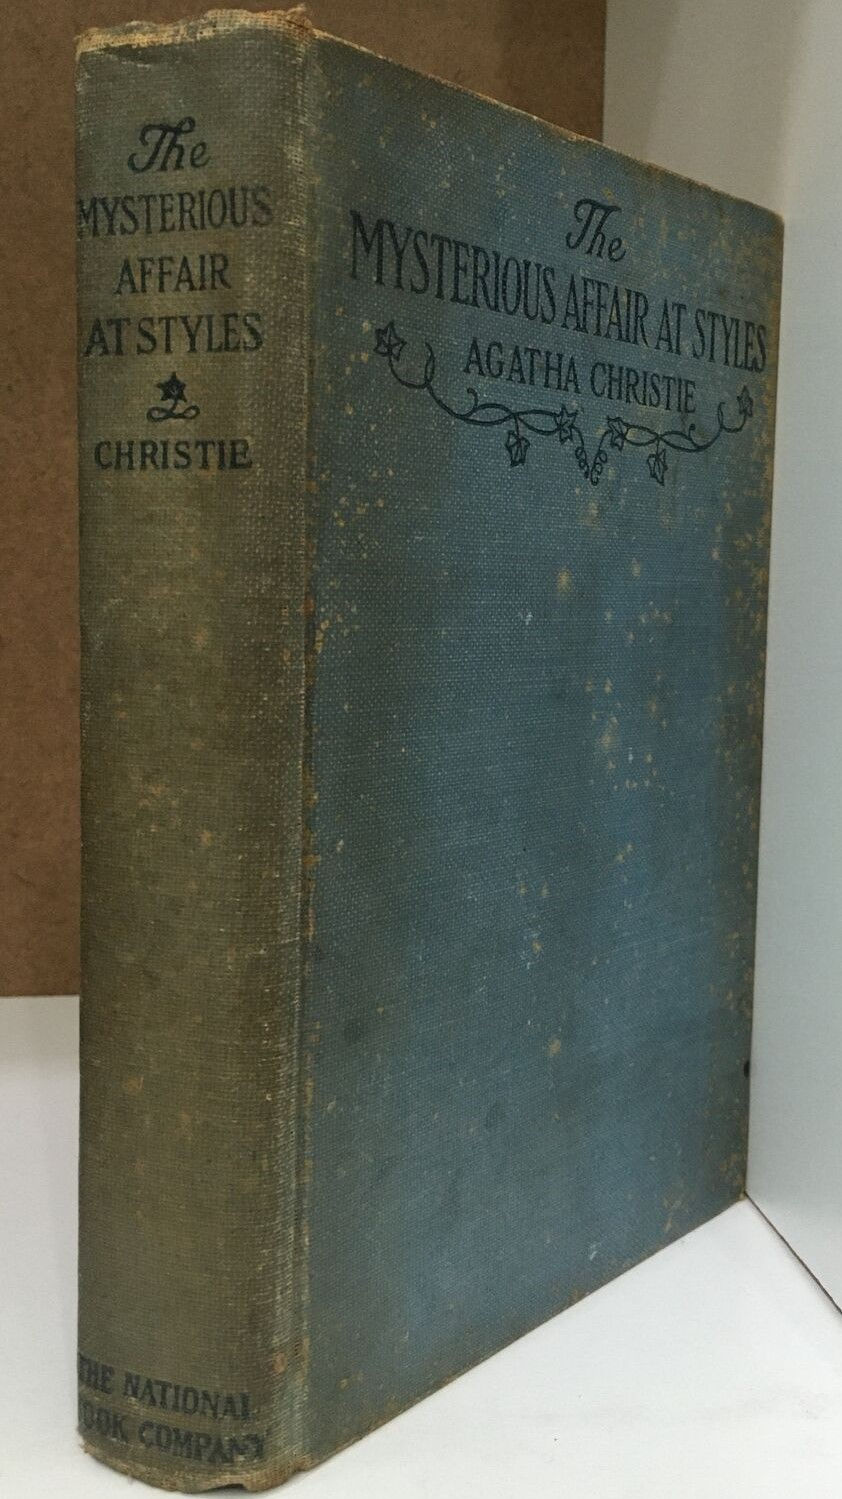 The
MYSTERIOUS
AFFAIR
AT STYLES
CHRISTIE
THE NATIONAL
BOOK COMPANY
The
MYSTERIOUS AFFAIR AT STYLES
AGATHA CHRISTIE